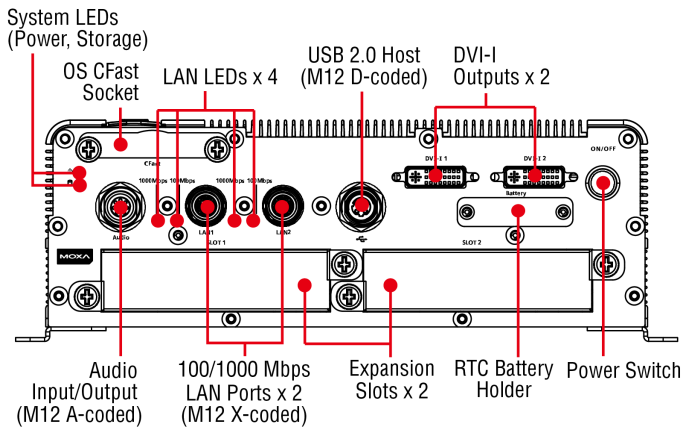 System LEDs
(Power, Storage)
OS CFast
Socket
LAN LEDs x 4
USB 2.0 Host
(M12 D-coded)
DVI-I
Outputs x 2
CFast
ON/OFF
DVI-I 1
DVI-I 2
1000Mbps
100Mbps
1000Mbps
100Mbps
Battery
Audio
LAN1
LAN2
SLOT 1
SLOT 2
MOXA
Audio
Input/Output
(M12 A-coded)
100/1000 Mbps
LAN Ports x 2
(M12 X-coded)
Expansion
Slots x 2
RTC Battery
Holder
Power Switch